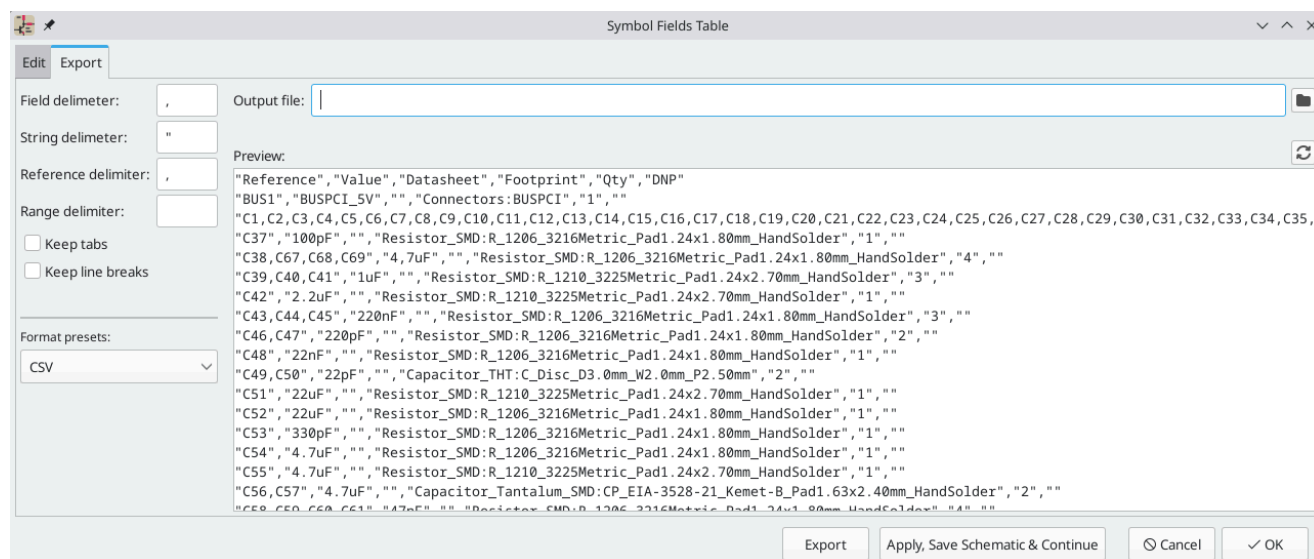 Symbol Fields Table
Edit Export
Field delimeter: ,
Output file:
String delimeter: "
Preview:
Reference delimiter: ,
Range delimiter:
Keep tabs
Keep line breaks
Format presets:
CSV
"Reference","Value","Datasheet","Footprint","Qty","DNP"
"BUS1","BUSPCI_5V","","Connectors:BUSPCI","1",""
"C1,C2,C3,C4,C5,C6,C7,C8,C9,C10,C11,C12,C13,C14,C15,C16,C17,C18,C19,C20,C21,C22,C23,C24,C25,C26,C27,C28,C29,C30,C31,C32,C33,C34,C35,
"C37","100pF","","Resistor_SMD:R_1206_3216Metric_Pad1.24x1.80mm_HandSolder","1",""
"C38,C67,C68,C69","4,7uF","","Resistor_SMD:R_1206_3216Metric_Pad1.24x1.80mm_HandSolder","4",""
"C39,C40,C41","1uF","","Resistor_SMD:R_1210_3225Metric_Pad1.24x2.70mm_HandSolder","3",""
"C42","2.2uF","","Resistor_SMD:R_1210_3225Metric_Pad1.24x2.70mm_HandSolder","1",""
"C43,C44,C45","220nF","","Resistor_SMD:R_1206_3216Metric_Pad1.24x1.80mm_HandSolder","3",""
"C46,C47","220pF","","Resistor_SMD:R_1206_3216Metric_Pad1.24x1.80mm_HandSolder","2",""
"C48","22nF","","Resistor_SMD:R_1206_3216Metric_Pad1.24x1.80mm_HandSolder","1",""
"C49,C50","22pF","","Capacitor_THT:C_Disc_D3.0mm_W2.0mm_P2.50mm","2",""
"C51","22uF","","Resistor_SMD:R_1210_3225Metric_Pad1.24x2.70mm_HandSolder","1",""
"C52","22uF","","Resistor_SMD:R_1206_3216Metric_Pad1.24x1.80mm_HandSolder","1",""
"C53","330pF","","Resistor_SMD:R_1206_3216Metric_Pad1.24x1.80mm_HandSolder","1",""
"C54","4.7uF","","Resistor_SMD:R_1206_3216Metric_Pad1.24x1.80mm_HandSolder","1",""
"C55","4.7uF","","Resistor_SMD:R_1210_3225Metric_Pad1.24x2.70mm_HandSolder","1",""
"C56,C57","4.7uF","","Capacitor_Tantalum_SMD:CP_EIA-3528-21_Kemet-B_Pad1.63x2.40mm_HandSolder","2",""
"C58,C59,C60,C61","47nF","","Resistor_SMD:R_1206_3216Metric_Pad1.24x1.80mm_HandSolder","4",""
Export
Apply, Save Schematic & Continue
Cancel
OK